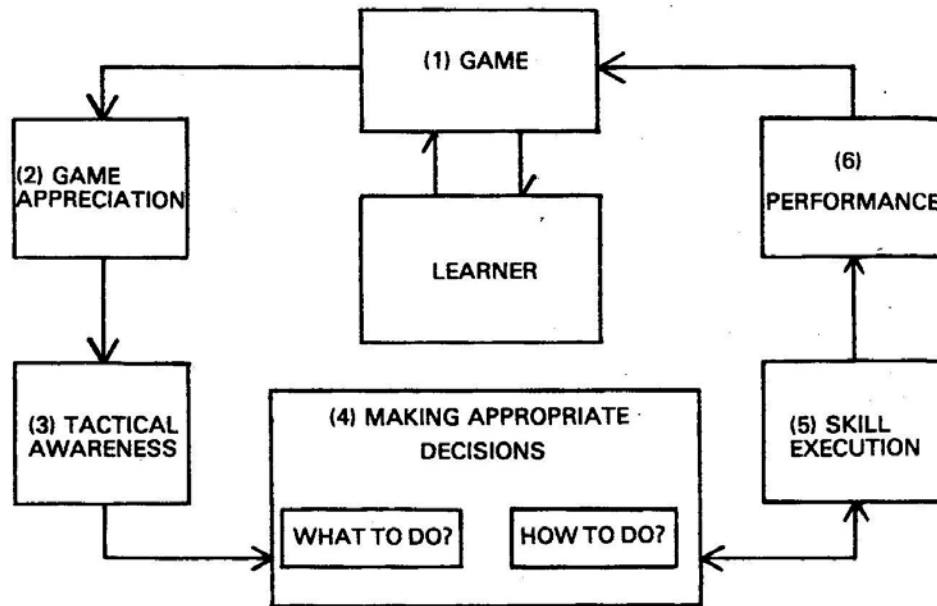 (1) GAME
(2) GAME
APPRECIATION
(6)
PERFORMANCE
LEARNER
(3) TACTICAL
AWARENESS
(4) MAKING APPROPRIATE
DECISIONS
WHAT TO DO?
HOW TO DO?
(5) SKILL
EXECUTION